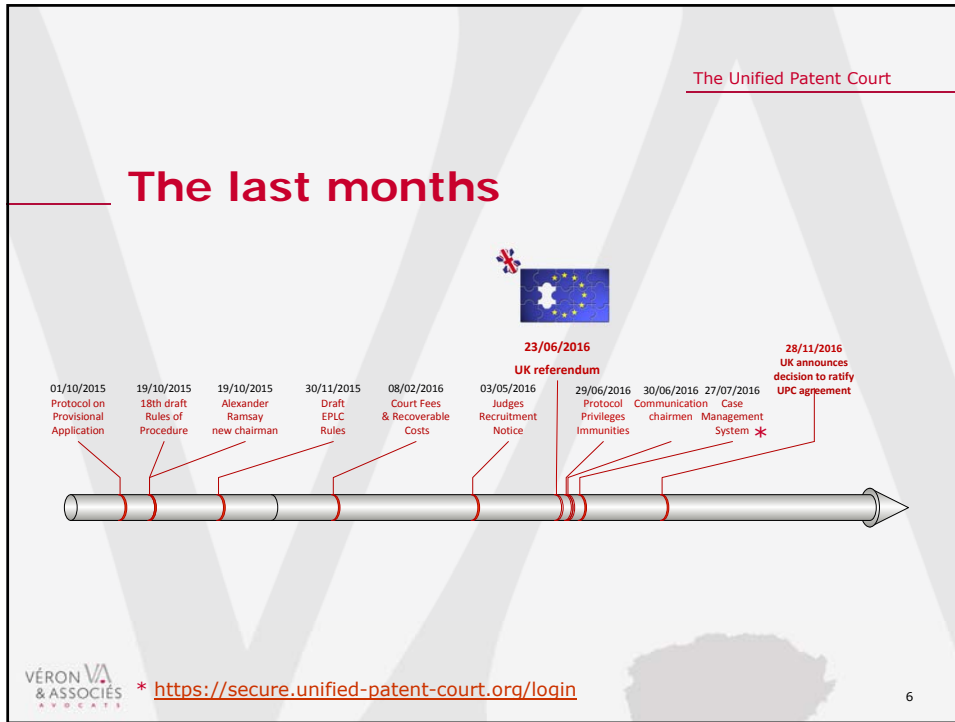 The Unified Patent Court
The last months
23/06/2016
UK referendum
01/10/2015
Protocol on
Provisional
Application
19/10/2015
18th draft
Rules of
Procedure
19/10/2015
Alexander
Ramsay
new chairman
30/11/2015
Draft
EPLC
Rules
08/02/2016
Court Fees
& Recoverable
Costs
03/05/2016
Judges
Recruitment
Notice
29/06/2016
Protocol
Privileges
Immunities
30/06/2016
Communication
chairmen
27/07/2016
Case
Management
System *
28/11/2016
UK announces
decision to ratify
UPC agreement
VÉRON VA
& ASSOCIÉS
AVOCATS
* https://secure.unified-patent-court.org/login
6